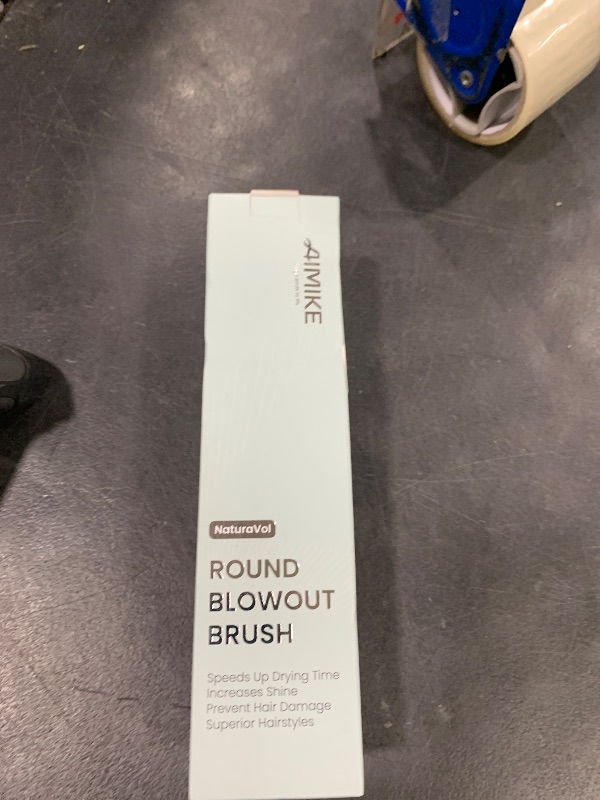 AIMIKE
NaturaVol
ROUND
BLOWOUT
BRUSH
Speeds Up Drying Time
Increases Shine
Prevent Hair Damage
Superior Hairstyles